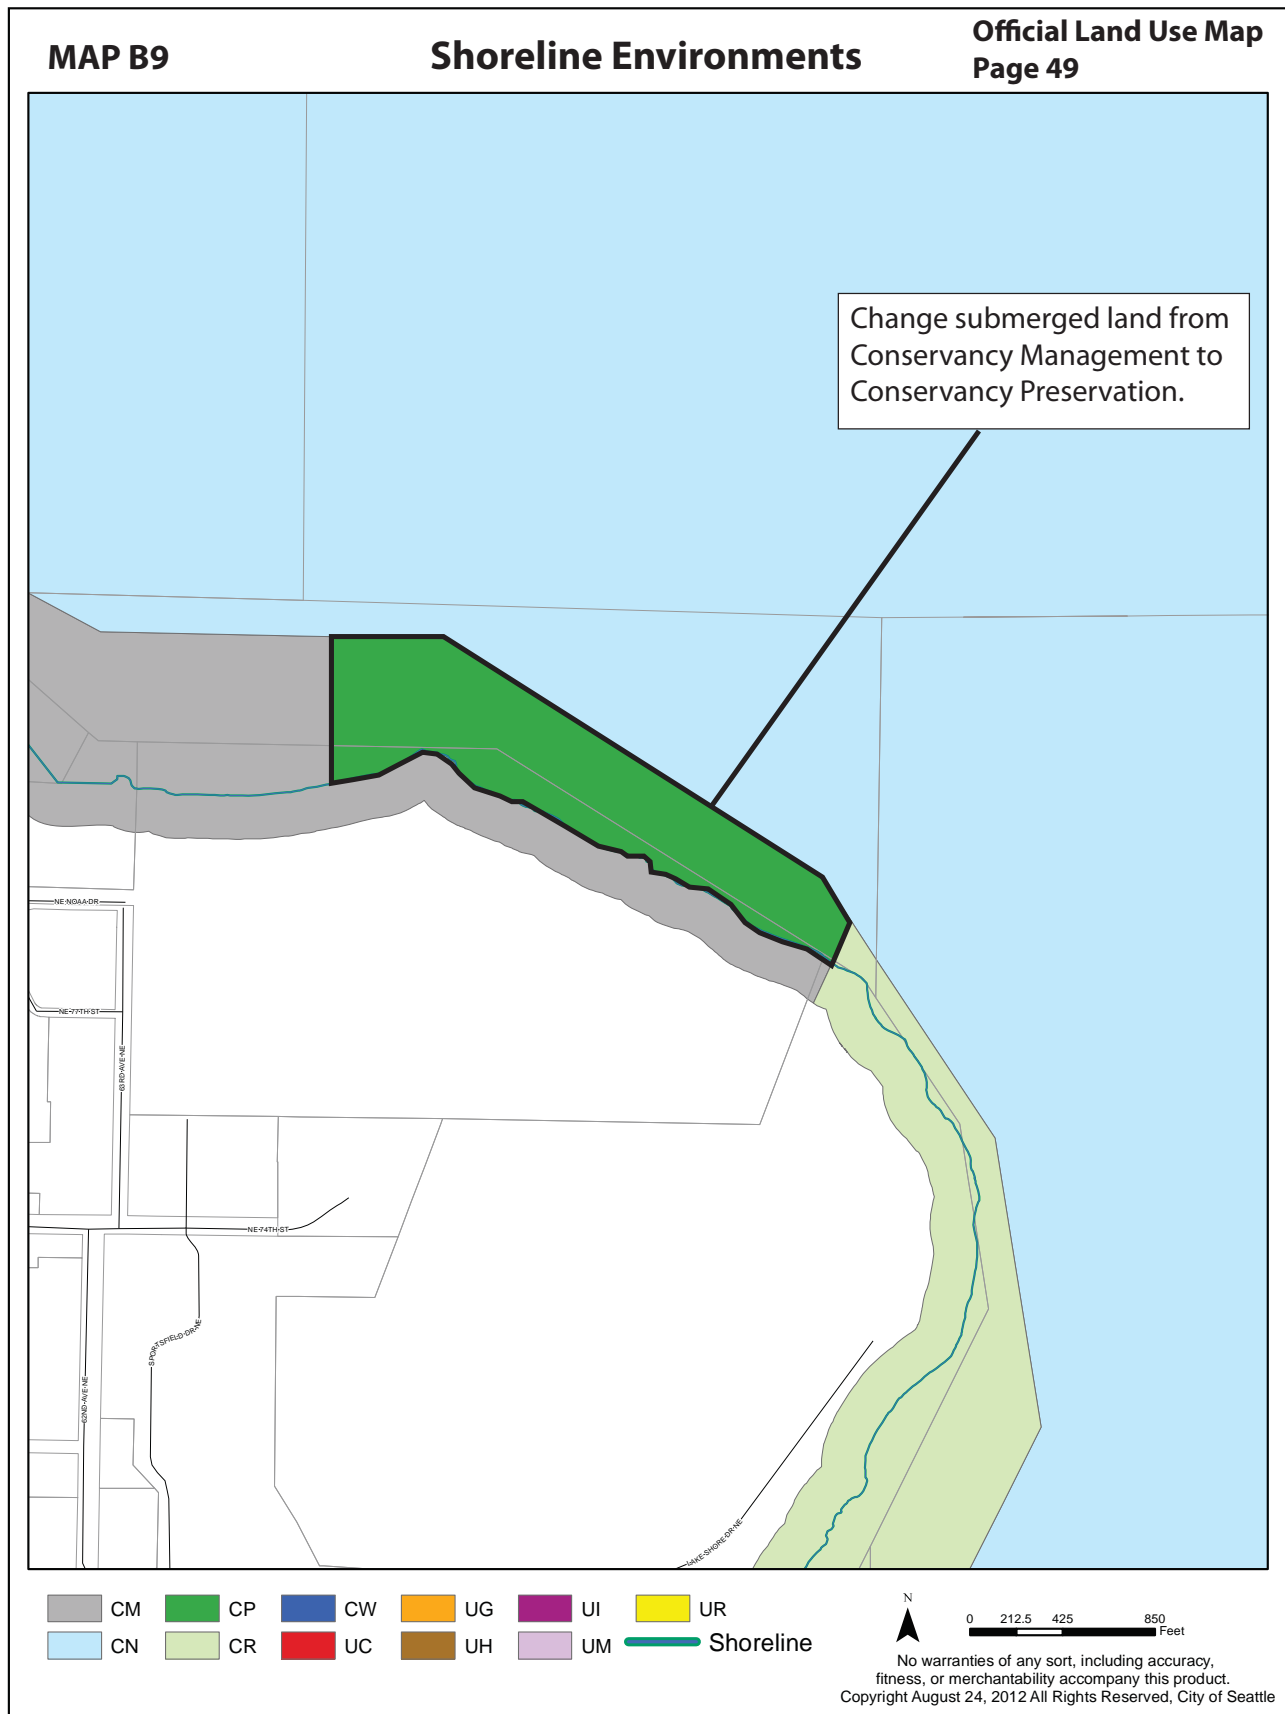 MAP B9
Shoreline Environments
Official Land Use Map
Page 49
Change submerged land from
Conservancy Management to
Conservancy Preservation.
NE NOAA DR
NE 77TH ST
63RD AVE NE
NE 74TH ST
SPORTSFIELD DR NE
62ND AVE NE
LAKE SHORE DR NE
CM
CP
CW
UG
UI
UR
CN
CR
UC
UH
UM
Shoreline
N
0 212.5 425 850
Feet
No warranties of any sort, including accuracy,
fitness, or merchantability accompany this product.
Copyright August 24, 2012 All Rights Reserved, City of Seattle